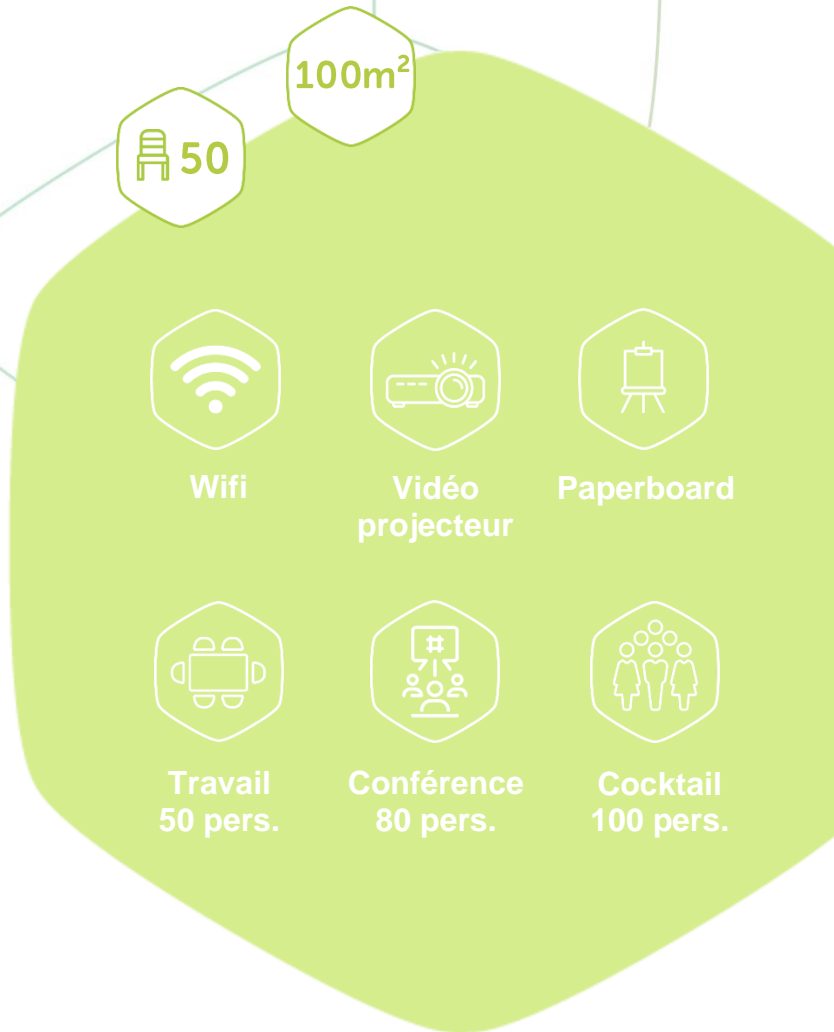 100m²
50
Wifi
Vidéo
projecteur
Paperboard
#
Travail
50 pers.
Conférence
80 pers.
Cocktail
100 pers.